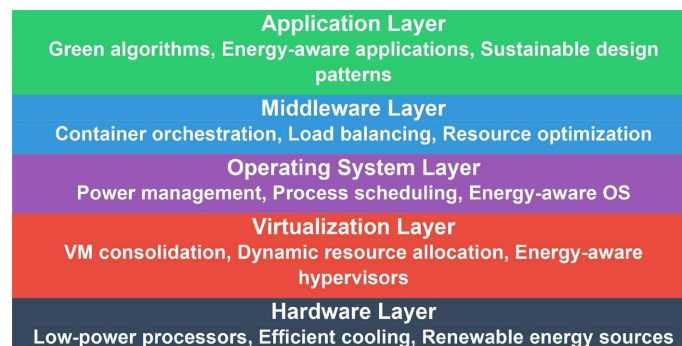 Application Layer
Green algorithms, Energy-aware applications, Sustainable design
patterns
Middleware Layer
Container orchestration, Load balancing, Resource optimization
Operating System Layer
Power management, Process scheduling, Energy-aware OS
Virtualization Layer
VM consolidation, Dynamic resource allocation, Energy-aware
hypervisors
Hardware Layer
Low-power processors, Efficient cooling, Renewable energy sources